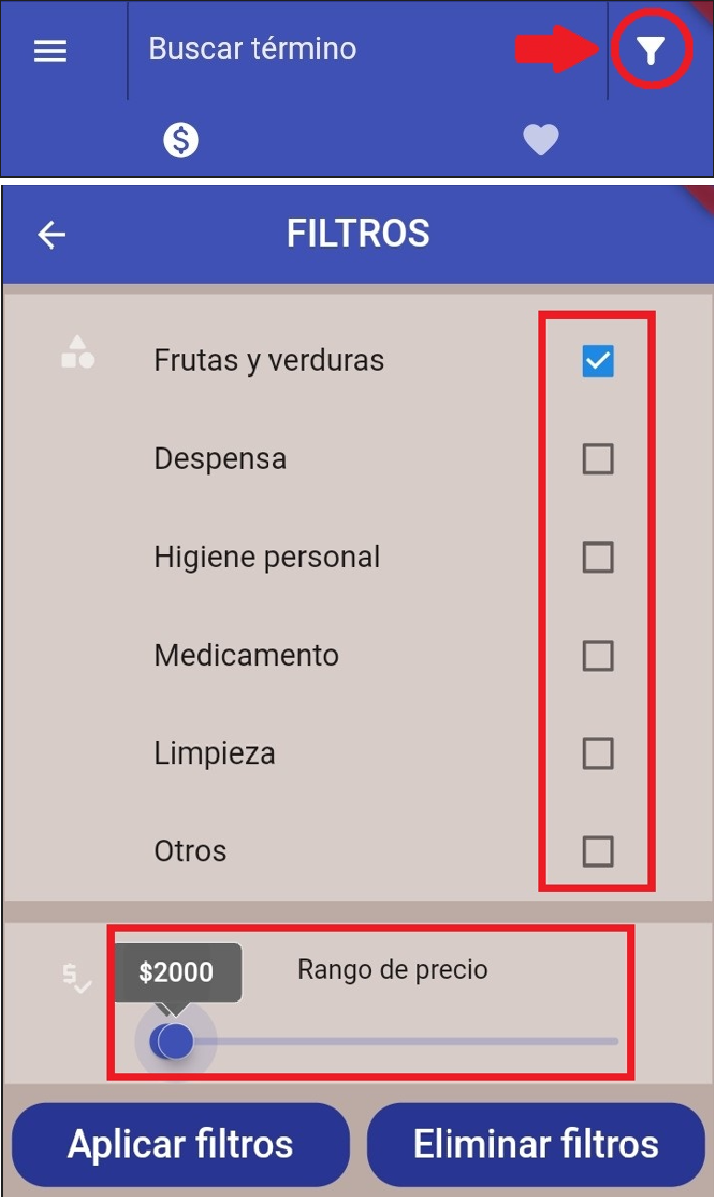 Buscar término
FILTROS
Frutas y verduras
Despensa
Higiene personal
Medicamento
Limpieza
Otros
$2000
Rango de precio
Aplicar filtros
Eliminar filtros